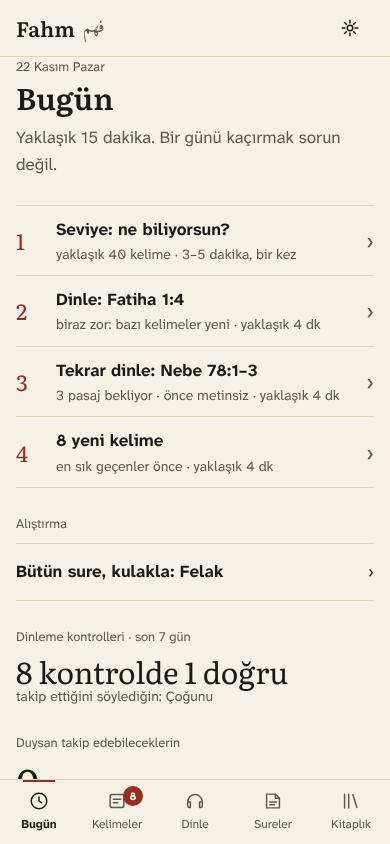 Fahm فهم
22 Kasım Pazar
Bugün
Yaklaşık 15 dakika. Bir günü kaçırmak sorun
değil.
1
Seviye: ne biliyorsun?
yaklaşık 40 kelime · 3–5 dakika, bir kez
›
2
Dinle: Fatiha 1:4
biraz zor: bazı kelimeler yeni · yaklaşık 4 dk
›
3
Tekrar dinle: Nebe 78:1–3
3 pasaj bekliyor · önce metinsiz · yaklaşık 4 dk
›
4
8 yeni kelime
en sık geçenler önce · yaklaşık 4 dk
›
Alıştırma
Bütün sure, kulakla: Felak ›
Dinleme kontrolleri · son 7 gün
8 kontrolde 1 doğru
takip ettiğini söylediğin: Çoğunu
Duysan takip edebileceklerin
8
Bugün Kelimeler Dinle Sureler Kitaplık